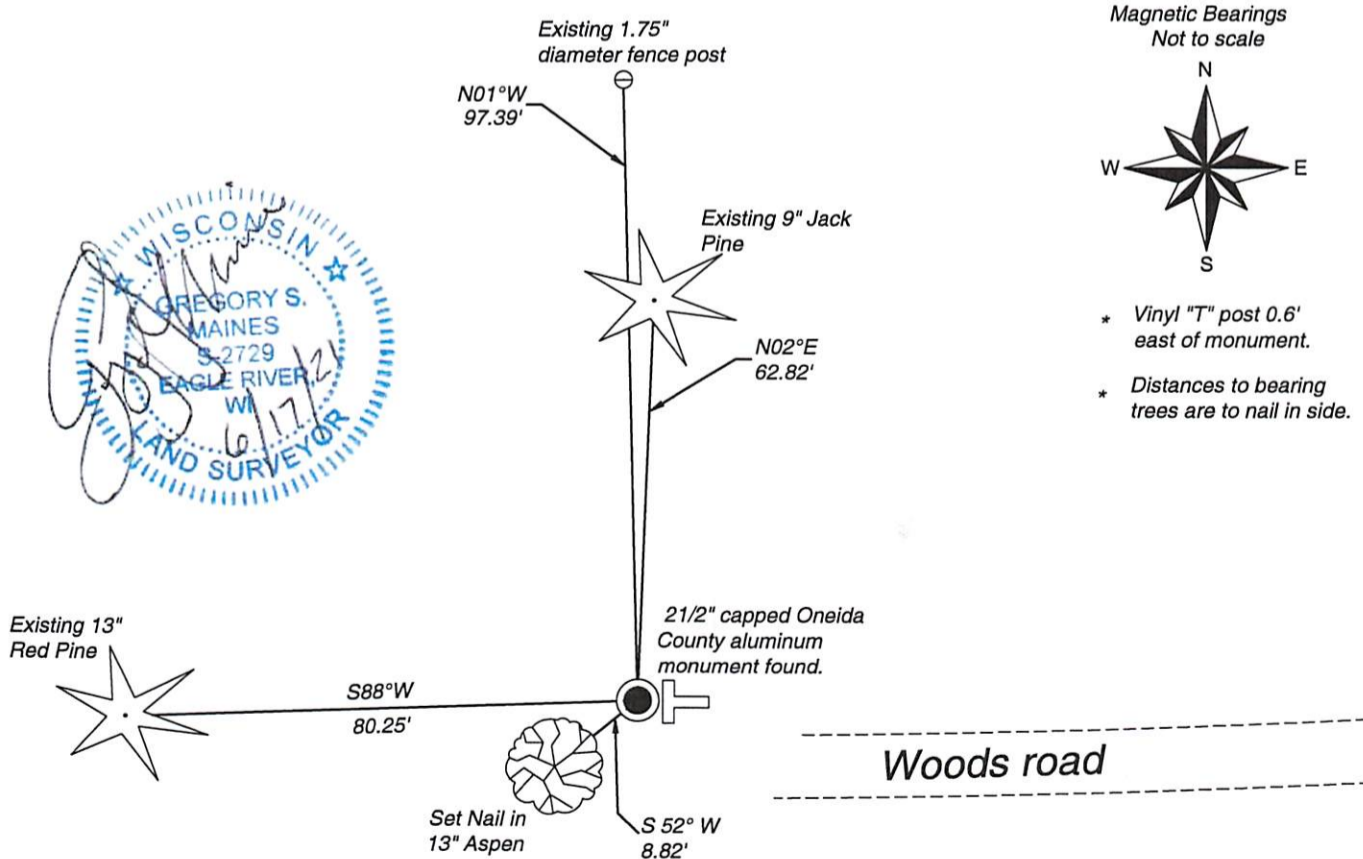 Existing 1.75"
diameter fence post
Magnetic Bearings
Not to scale
N
W
E
S
N01°W
97.39'
WISCONSIN
GREGORY S.
MAINES
S-2729
EAGLE RIVER,
WI
LAND SURVEYOR
6/17/21
Existing 9" Jack
Pine
N02°E
62.82'
* Vinyl "T" post 0.6'
east of monument.
* Distances to bearing
trees are to nail in side.
Existing 13"
Red Pine
21/2" capped Oneida
County aluminum
monument found.
S88°W
80.25'
Woods road
Set Nail in
13" Aspen
S 52° W
8.82'